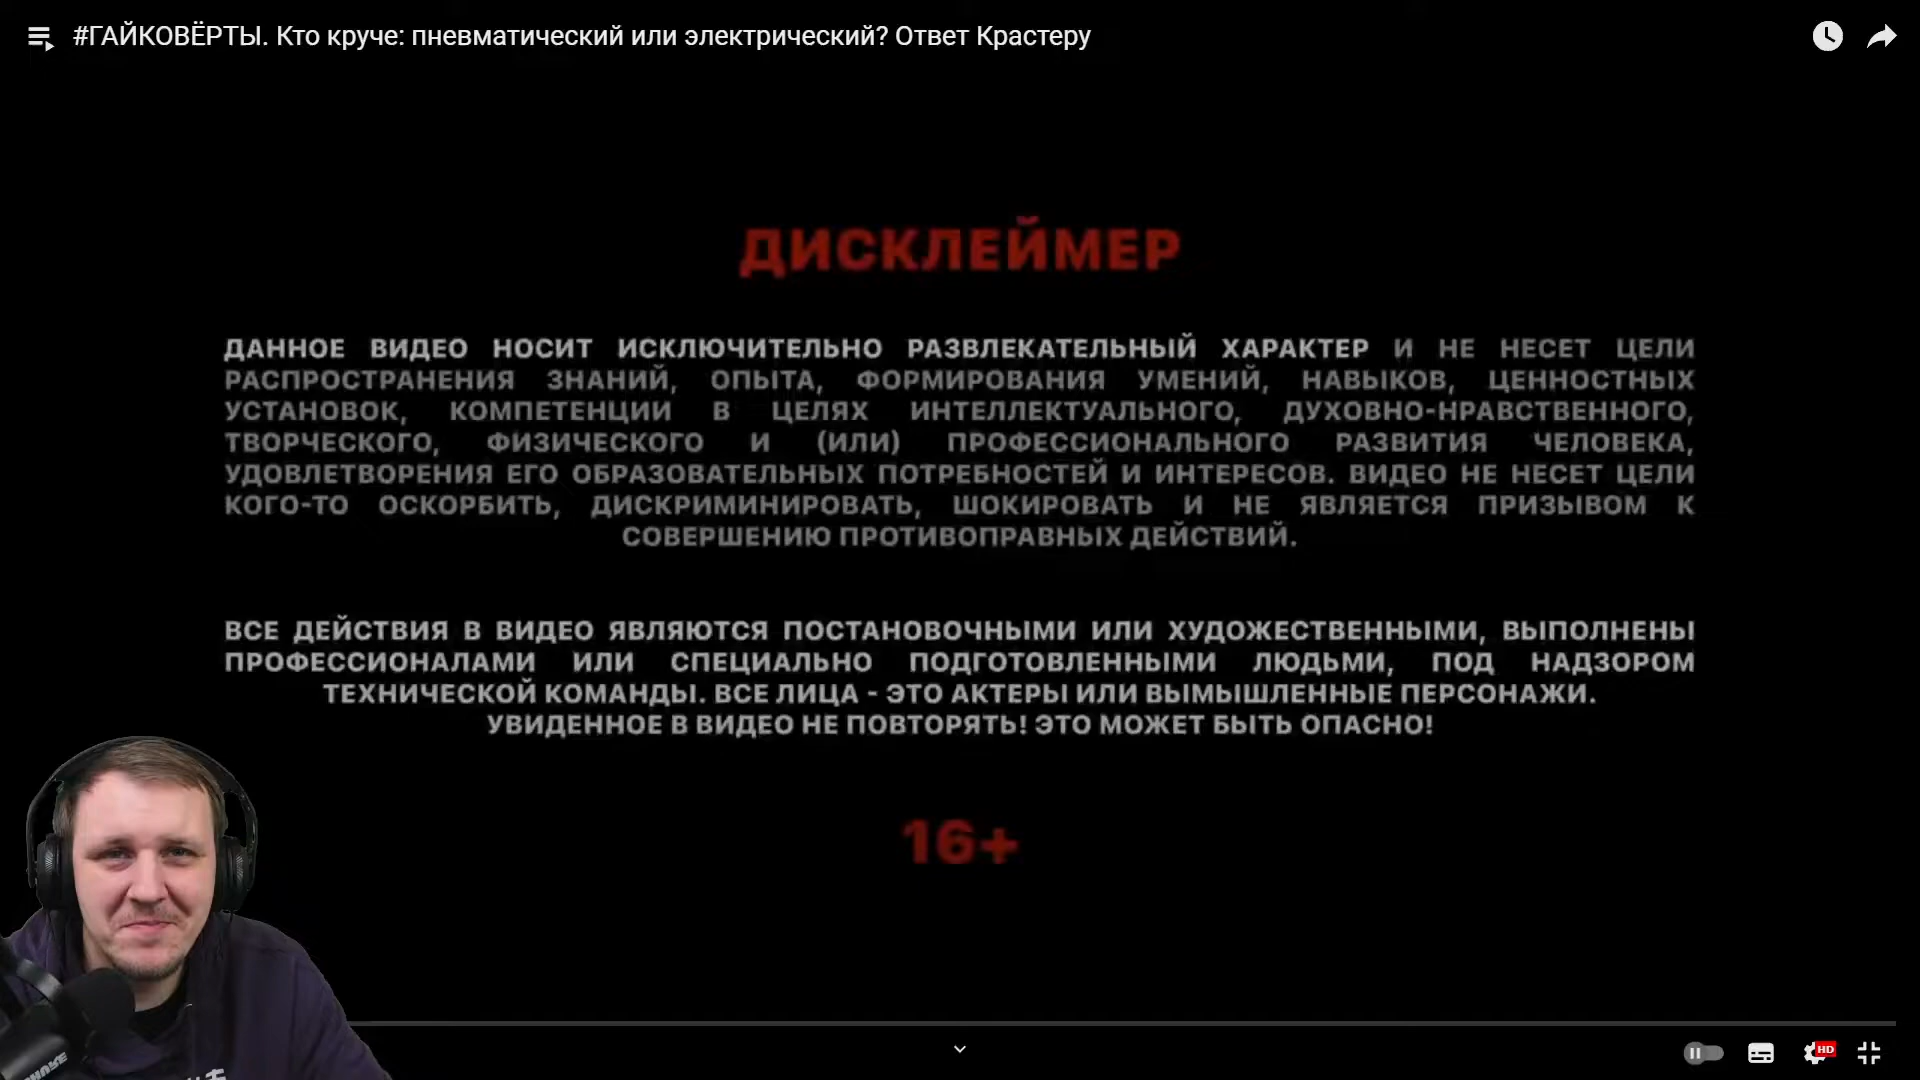 #ГАЙКОВЁРТЫ. Кто круче: пневматический или электрический? Ответ Крастеру
ДИСКЛЕЙМЕР
ДАННОЕ ВИДЕО НОСИТ ИСКЛЮЧИТЕЛЬНО РАЗВЛЕКАТЕЛЬНЫЙ ХАРАКТЕР И НЕ НЕСЕТ ЦЕЛИ
РАСПРОСТРАНЕНИЯ ЗНАНИЙ, ОПЫТА, ФОРМИРОВАНИЯ УМЕНИЙ, НАВЫКОВ, ЦЕННОСТНЫХ
УСТАНОВОК, КОМПЕТЕНЦИИ В ЦЕЛЯХ ИНТЕЛЛЕКТУАЛЬНОГО, ДУХОВНО-НРАВСТВЕННОГО,
ТВОРЧЕСКОГО, ФИЗИЧЕСКОГО И (ИЛИ) ПРОФЕССИОНАЛЬНОГО РАЗВИТИЯ ЧЕЛОВЕКА,
УДОВЛЕТВОРЕНИЯ ЕГО ОБРАЗОВАТЕЛЬНЫХ ПОТРЕБНОСТЕЙ И ИНТЕРЕСОВ. ВИДЕО НЕ НЕСЕТ ЦЕЛИ
КОГО-ТО ОСКОРБИТЬ, ДИСКРИМИНИРОВАТЬ, ШОКИРОВАТЬ И НЕ ЯВЛЯЕТСЯ ПРИЗЫВОМ К
СОВЕРШЕНИЮ ПРОТИВОПРАВНЫХ ДЕЙСТВИЙ.
ВСЕ ДЕЙСТВИЯ В ВИДЕО ЯВЛЯЮТСЯ ПОСТАНОВОЧНЫМИ ИЛИ ХУДОЖЕСТВЕННЫМИ, ВЫПОЛНЕНЫ
ПРОФЕССИОНАЛАМИ ИЛИ СПЕЦИАЛЬНО ПОДГОТОВЛЕННЫМИ ЛЮДЬМИ, ПОД НАДЗОРОМ
ТЕХНИЧЕСКОЙ КОМАНДЫ. ВСЕ ЛИЦА - ЭТО АКТЕРЫ ИЛИ ВЫМЫШЛЕННЫЕ ПЕРСОНАЖИ.
УВИДЕННОЕ В ВИДЕО НЕ ПОВТОРЯТЬ! ЭТО МОЖЕТ БЫТЬ ОПАСНО!
16+
HD